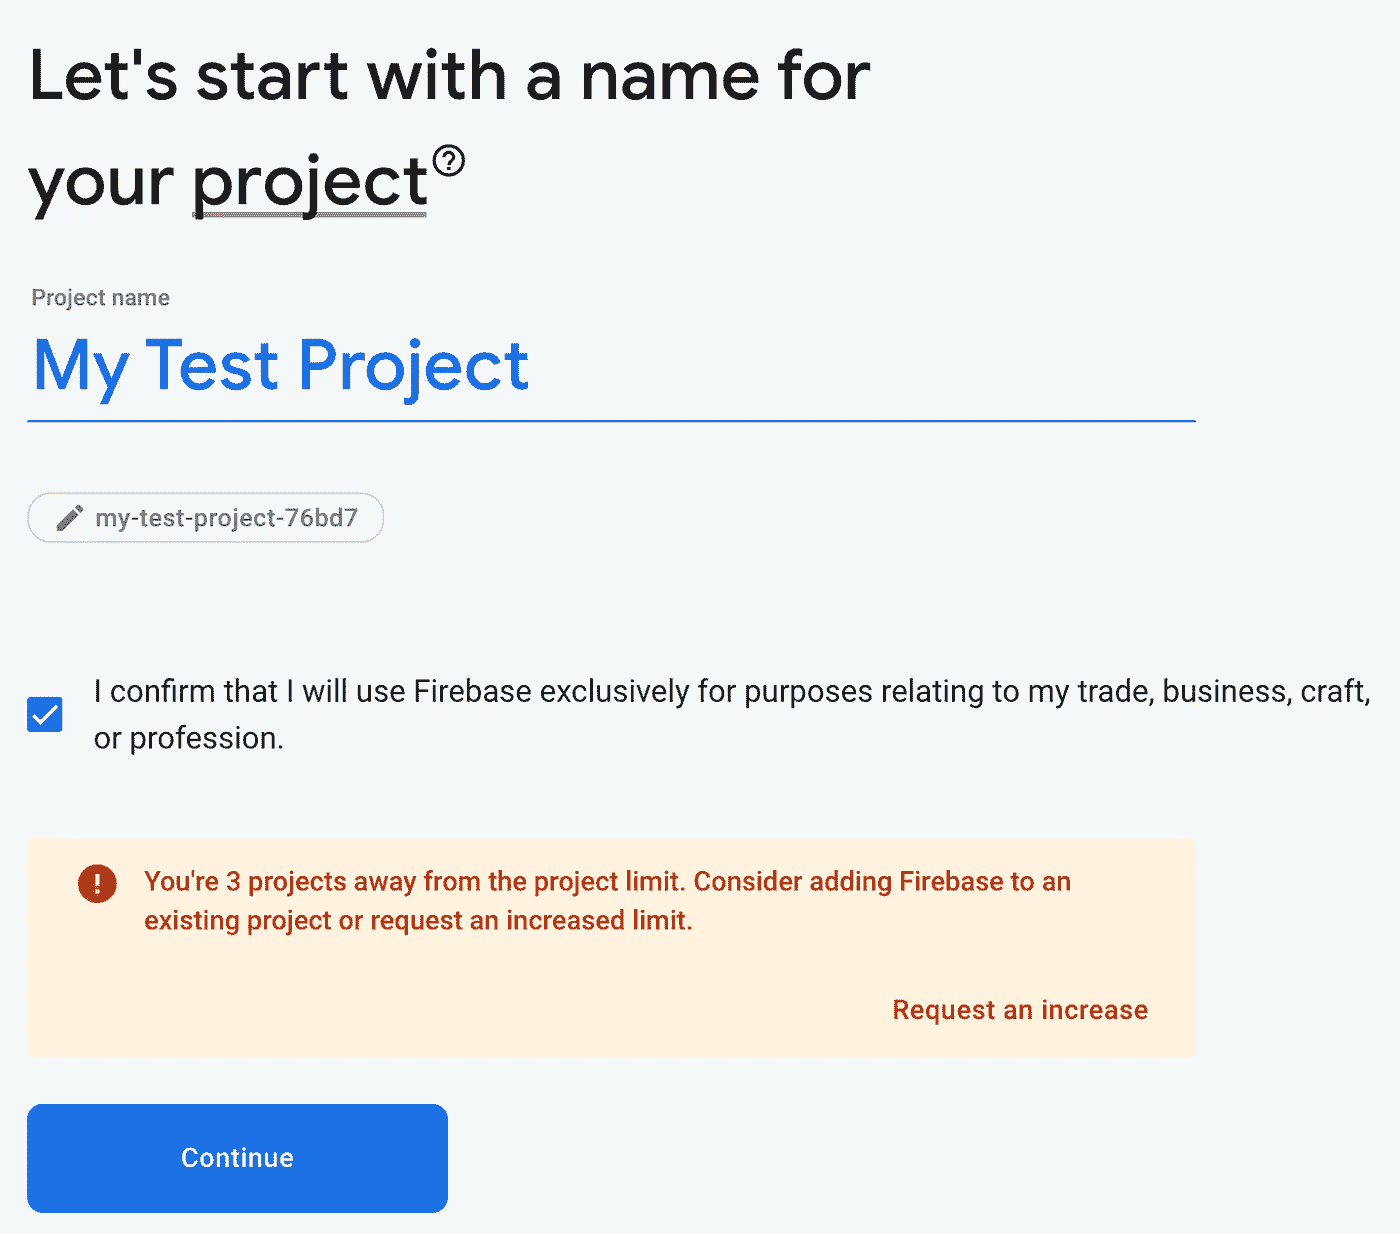 Let's start with a name for
your project
Project name
My Test Project
my-test-project-76bd7
I confirm that I will use Firebase exclusively for purposes relating to my trade, business, craft,
or profession.
You're 3 projects away from the project limit. Consider adding Firebase to an
existing project or request an increased limit.
Request an increase
Continue